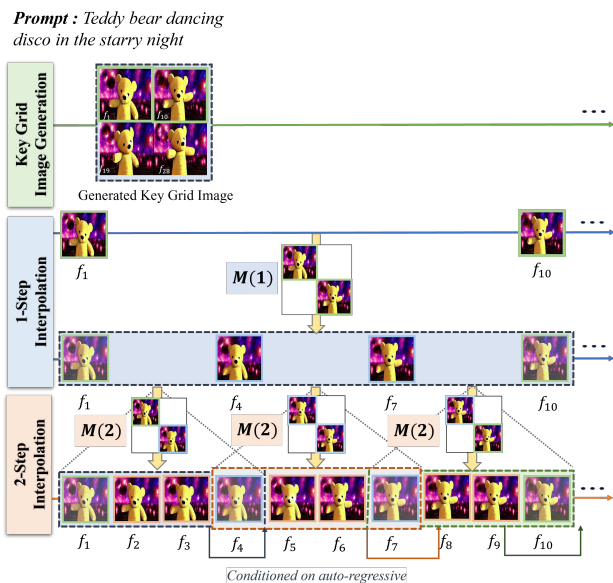 Prompt : Teddy bear dancing
disco in the starry night
Key Grid
Image Generation
f1 f10
f19 f28
...
Generated Key Grid Image
1-Step
Interpolation
...
f1 f10
M(1)
...
f1 f4 f7 f10
2-Step
Interpolation
M(2) M(2) M(2)
...
f1 f2 f3 f4 f5 f6 f7 f8 f9 f10
Conditioned on auto-regressive